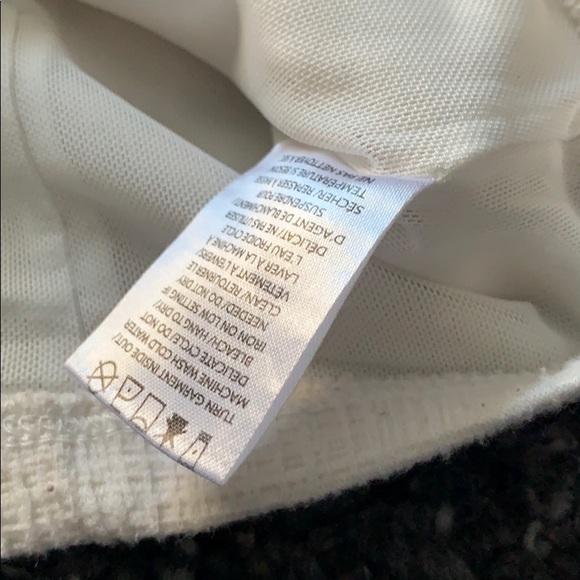 TURN GARMENT INSIDE OUT/
MACHINE WASH COLD WATER
DELICATE CYCLE/ DO NOT
BLEACH/ HANG TO DRY/
IRON ON LOW SETTING IF
NEEDED/ DO NOT DRY
CLEAN / RETOURNER LE
VÊTEMENT À L'ENVERS
LAVER À LA MACHINE À
L'EAU FROIDE CYCLE
DÉLICAT/ NE PAS UTILISER
D'AGENT DE BLANCHIMENT
SUSPENDRE POUR
SÉCHER/ REPASSER À BASSE
TEMPÉRATURE SI BESOIN
NE PAS NETTOYER À SEC